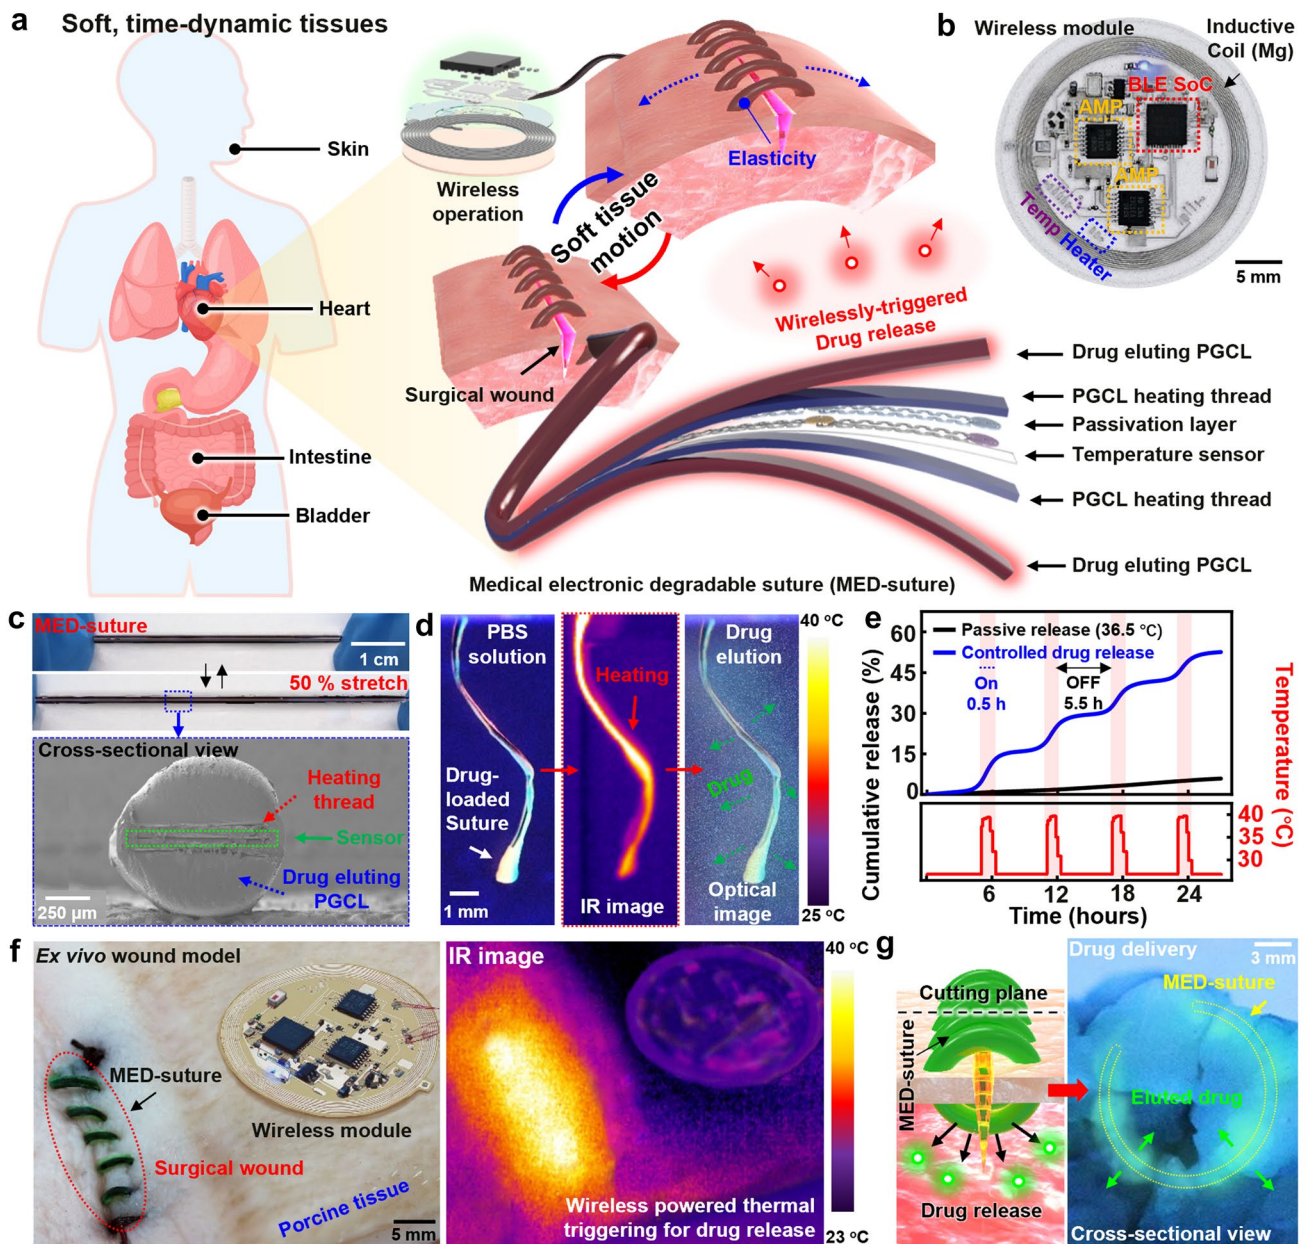 a
Soft, time-dynamic tissues
Skin
Heart
Intestine
Bladder
Wireless
operation
Elasticity
Soft tissue
motion
Surgical wound
Wirelessly-triggered
Drug release
Drug eluting PGCL
PGCL heating thread
Passivation layer
Temperature sensor
PGCL heating thread
Drug eluting PGCL
Medical electronic degradable suture (MED-suture)
b
Wireless module
Inductive
Coil (Mg)
BLE SoC
AMP
AMP
Temp
Heater
5 mm
c
MED-suture
1 cm
50 % stretch
Cross-sectional view
Heating
thread
Sensor
Drug eluting
PGCL
250 μm
d
PBS
solution
Drug-
loaded
Suture
1 mm
Heating
IR image
Drug
elution
Drug
Optical
image
40 °C
25 °C
e
Passive release (36.5 °C)
Controlled drug release
On
0.5 h
OFF
5.5 h
Cumulative release (%)
60
45
30
15
0
Temperature (°C)
40
35
30
6
12
18
24
Time (hours)
f
Ex vivo wound model
MED-suture
Wireless module
Surgical wound
Porcine tissue
5 mm
IR image
Wireless powered thermal
triggering for drug release
40 °C
23 °C
g
Cutting plane
MED-suture
Drug release
Drug delivery
3 mm
MED-suture
Eluted drug
Cross-sectional view